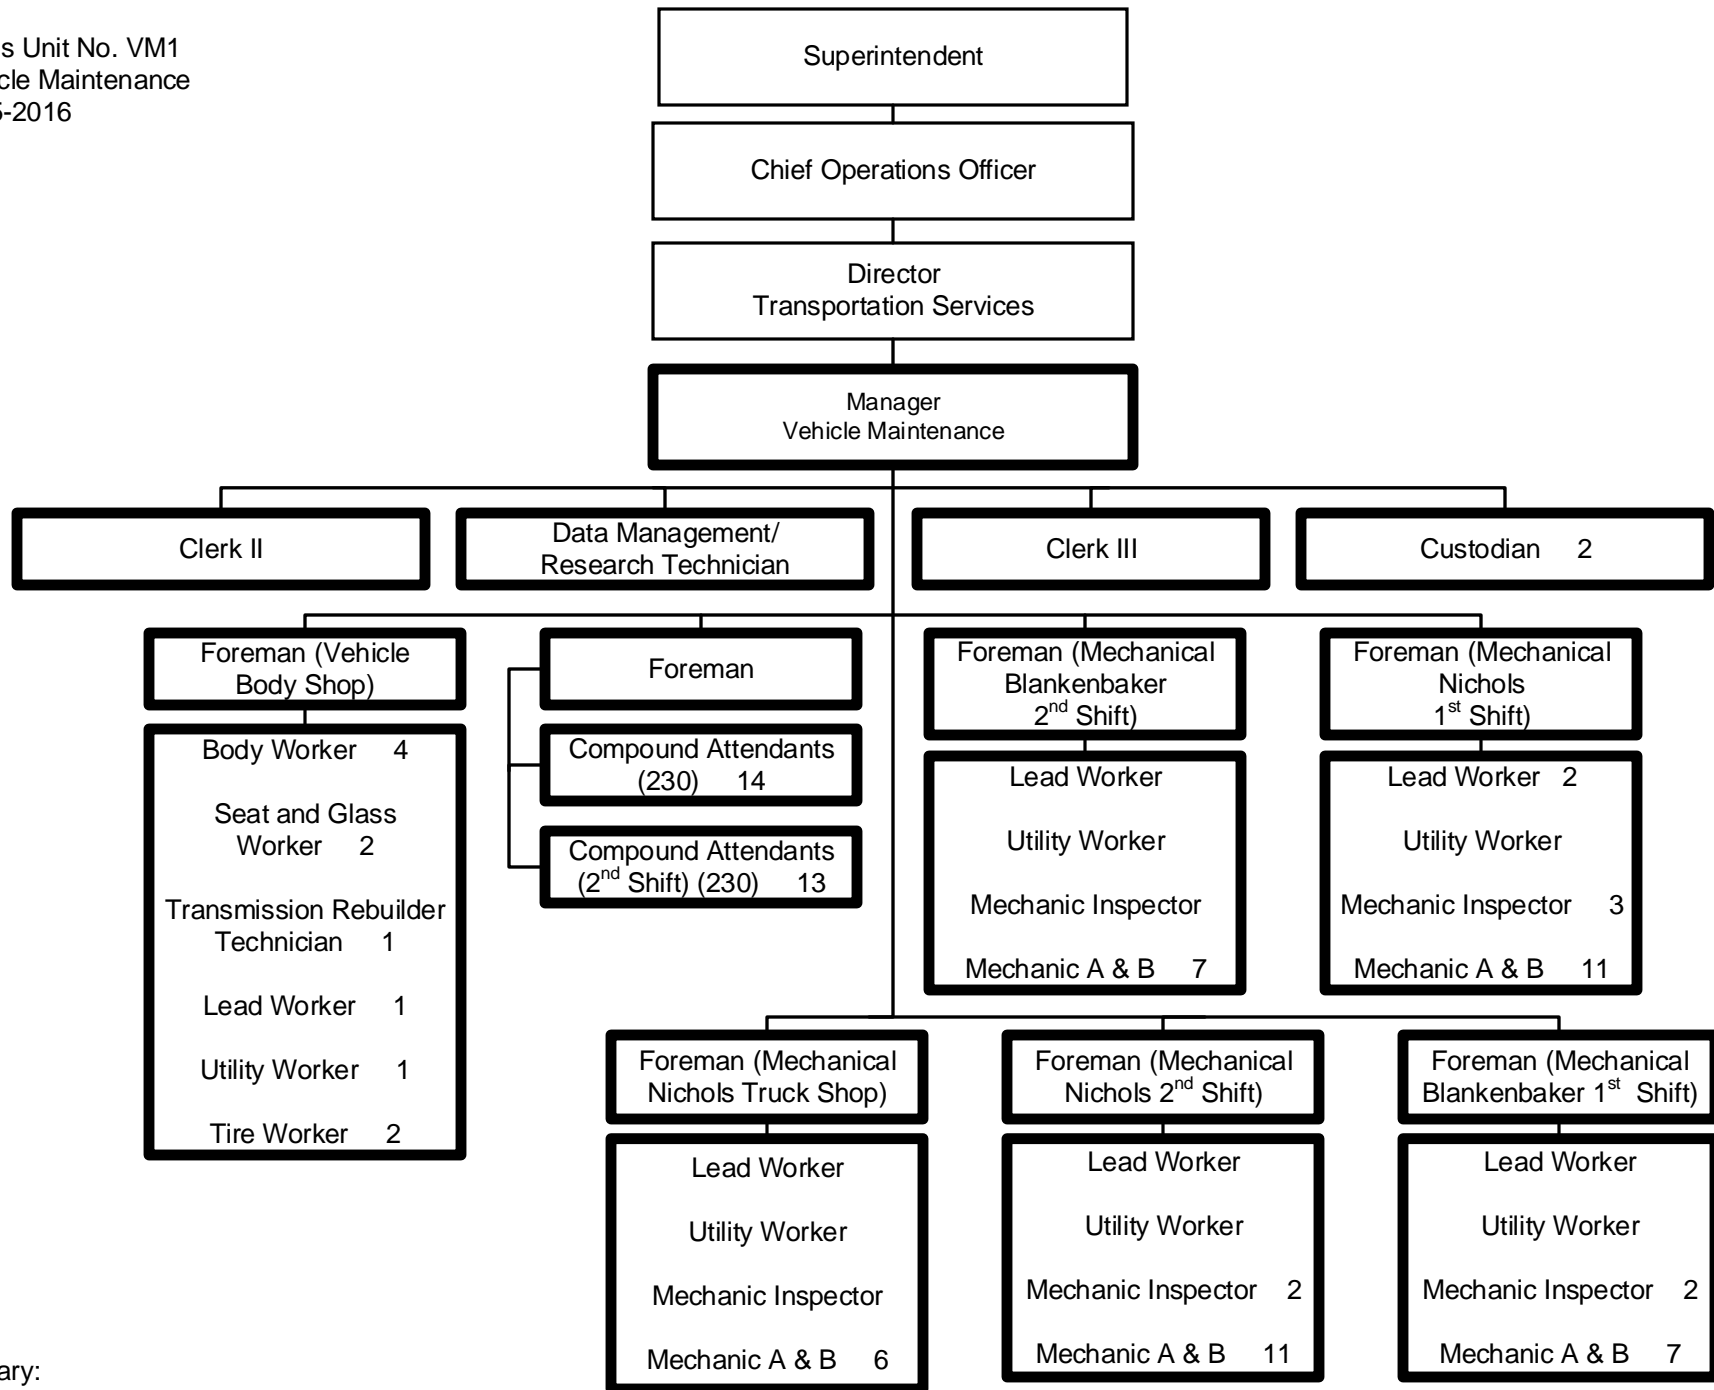 s Unit No. VM1
cle Maintenance
5-2016
Superintendent
Chief Operations Officer
Director
Transportation Services
Manager
Vehicle Maintenance
Clerk II
Data Management/
Research Technician
Clerk III
Custodian 2
Foreman (Vehicle
Body Shop)
Body Worker 4
Seat and Glass
Worker 2
Transmission Rebuilder
Technician 1
Lead Worker 1
Utility Worker 1
Tire Worker 2
Foreman
Compound Attendants
(230) 14
Compound Attendants
(2nd Shift) (230) 13
Foreman (Mechanical
Blankenbaker
2nd Shift)
Lead Worker
Utility Worker
Mechanic Inspector
Mechanic A & B 7
Foreman (Mechanical
Nichols
1st Shift)
Lead Worker 2
Utility Worker
Mechanic Inspector 3
Mechanic A & B 11
Foreman (Mechanical
Nichols Truck Shop)
Lead Worker
Utility Worker
Mechanic Inspector
Mechanic A & B 6
Foreman (Mechanical
Nichols 2nd Shift)
Lead Worker
Utility Worker
Mechanic Inspector 2
Mechanic A & B 11
Foreman (Mechanical
Blankenbaker 1st Shift)
Lead Worker
Utility Worker
Mechanic Inspector 2
Mechanic A & B 7
ary: